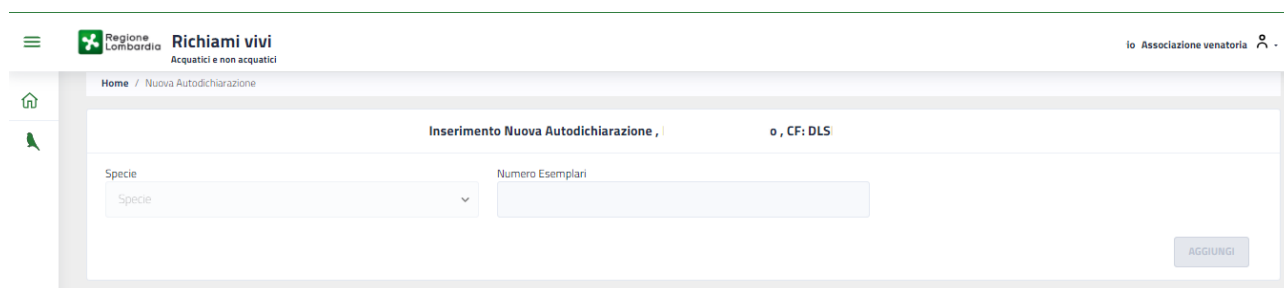 Regione
Lombardia
Richiami vivi
Acquatici e non acquatici
Io Associazione venatoria
Home / Nuova Autodichiarazione
Inserimento Nuova Autodichiarazione , o , CF: DLS
Specie
Numero Esemplari
Specie
AGGIUNGI